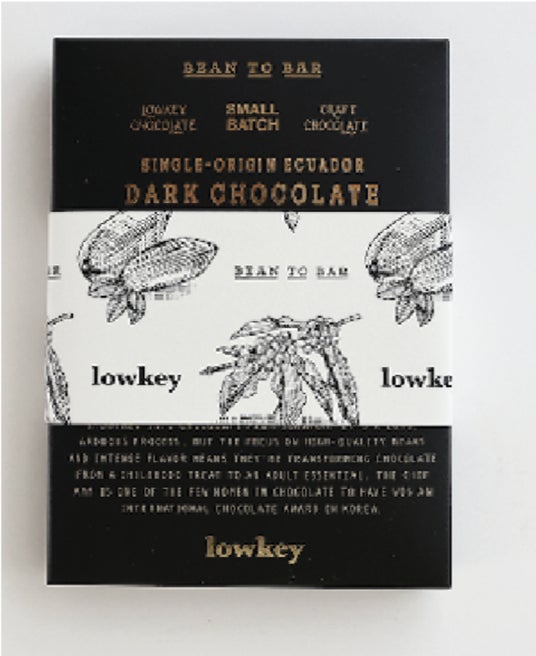 BEAN TO BAR
LOWKEY CHOCOLATE
SMALL BATCH
CRAFT CHOCOLATE
SINGLE-ORIGIN ECUADOR
DARK CHOCOLATE
BEAN TO BAR
lowkey
lowke
ARDUOUS PROCESS, BUT THE FOCUS ON HIGH-QUALITY BEANS
AND INTENSE FLAVOR MEANS THEY'RE TRANSFORMING CHOCOLATE
FROM A CHILDHOOD TREAT TO AN ADULT ESSENTIAL. THE
IS ONE OF THE FEW WOMEN IN CHOCOLATE TO HAVE WON AN
INTERNATIONAL CHOCOLATE AWARD IN KOREA.
lowkey